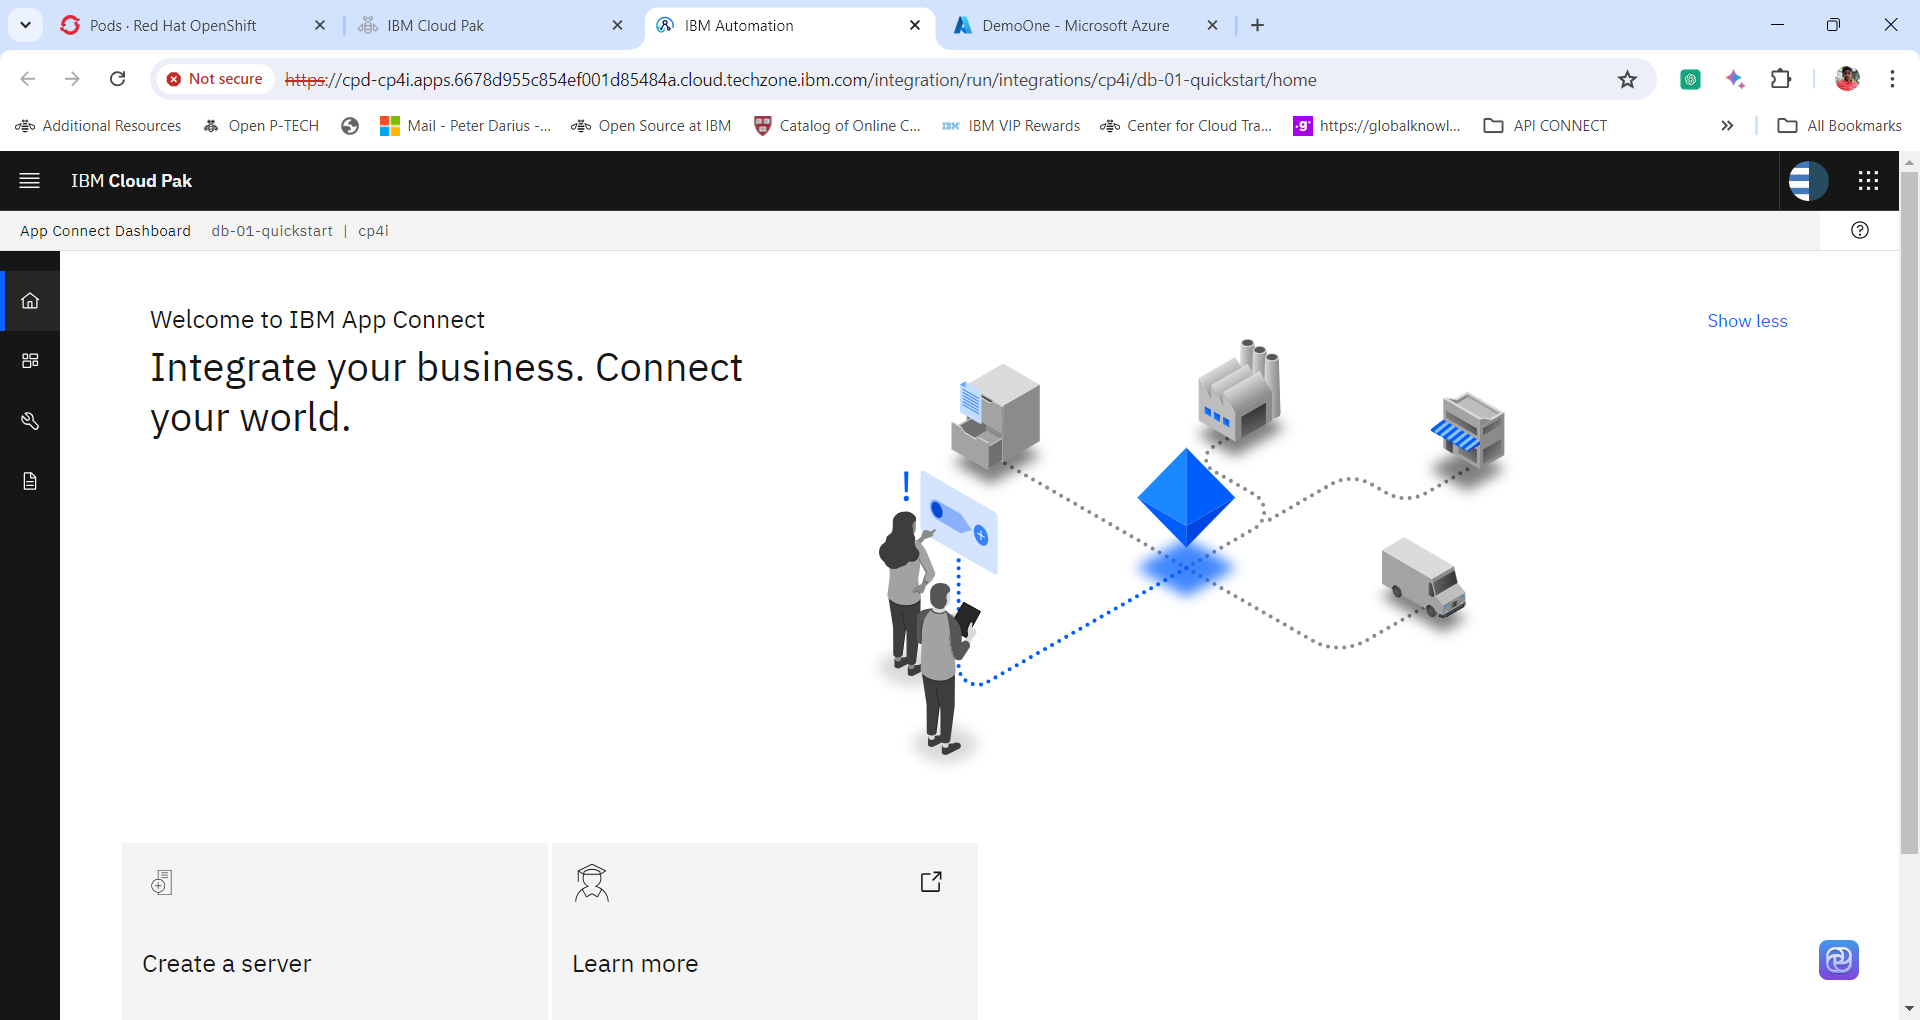 Pods · Red Hat OpenShift
IBM Cloud Pak
IBM Automation
DemoOne - Microsoft Azure
Not secure
https://cpd-cp4i.apps.6678d955c854ef001d85484a.cloud.techzone.ibm.com/integration/run/integrations/cp4i/db-01-quickstart/home
Additional Resources
Open P-TECH
Mail - Peter Darius -...
Open Source at IBM
Catalog of Online C...
IBM
IBM VIP Rewards
Center for Cloud Tra...
·g·
https://globalknowl...
API CONNECT
All Bookmarks
IBM Cloud Pak
App Connect Dashboard db-01-quickstart | cp4i
Welcome to IBM App Connect
Show less
Integrate your business. Connect
your world.
!
Create a server
Learn more